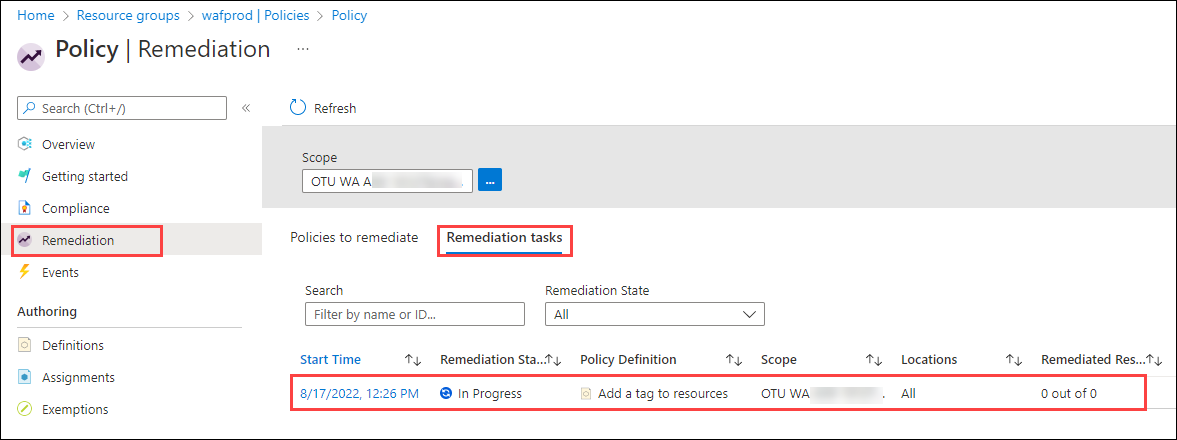 Home > Resource groups > wafprod | Policies > Policy
Policy | Remediation ...
Search (Ctrl+/) «
Overview
Getting started
Compliance
Remediation
Events
Authoring
Definitions
Assignments
Exemptions
Refresh
Scope
OTU WA A ...
Policies to remediate Remediation tasks
Search Remediation State
Filter by name or ID... All
Start Time Remediation Sta... Policy Definition Scope Locations Remediated Res...
8/17/2022, 12:26 PM In Progress Add a tag to resources OTU WA . All 0 out of 0